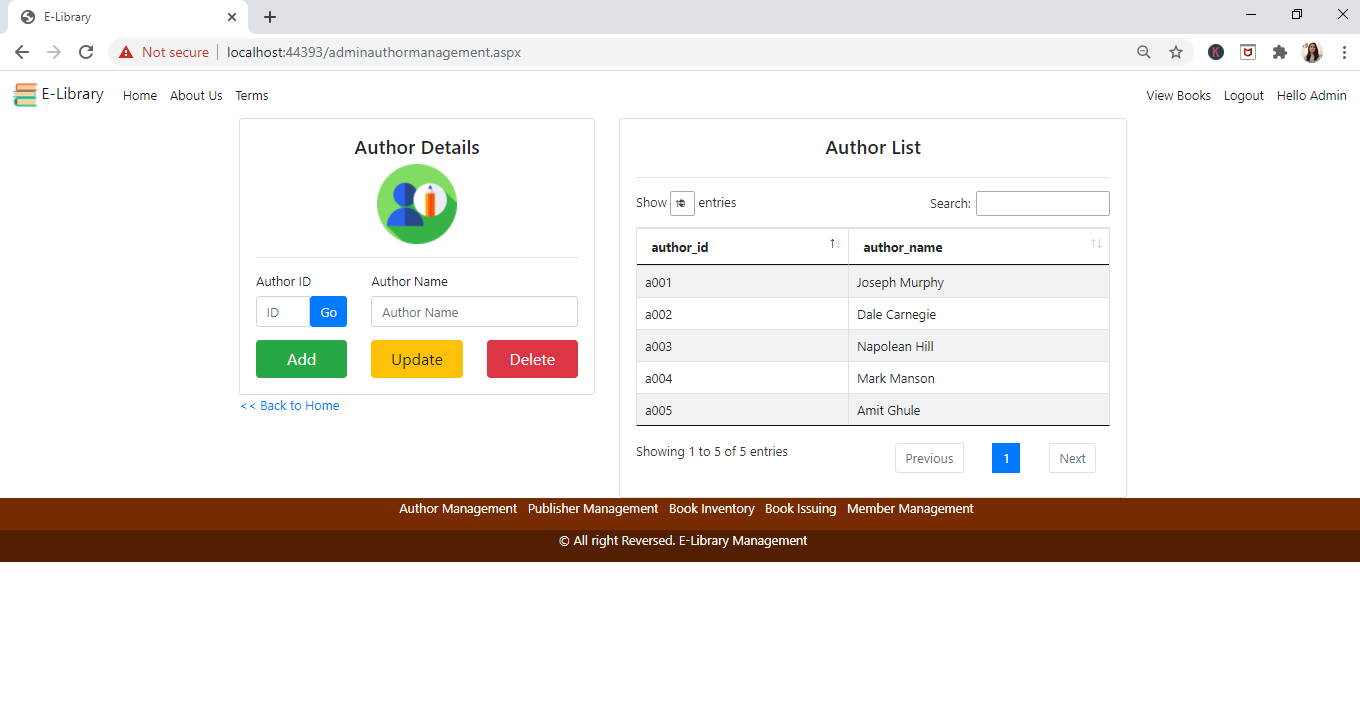 E-Library
Not secure localhost:44393/adminauthormanagement.aspx
E-Library Home About Us Terms View Books Logout Hello Admin
Author Details
Author ID Author Name
ID Go Author Name
Add Update Delete
<< Back to Home
Author List
Show entries Search:
author_id author_name
a001 Joseph Murphy
a002 Dale Carnegie
a003 Napolean Hill
a004 Mark Manson
a005 Amit Ghule
Showing 1 to 5 of 5 entries Previous 1 Next
Author Management Publisher Management Book Inventory Book Issuing Member Management
© All right Reversed. E-Library Management